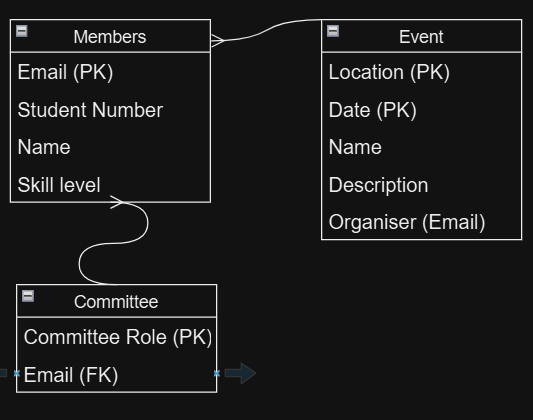 Members
Email (PK)
Student Number
Name
Skill level
Event
Location (PK)
Date (PK)
Name
Description
Organiser (Email)
Committee
Committee Role (PK)
Email (FK)